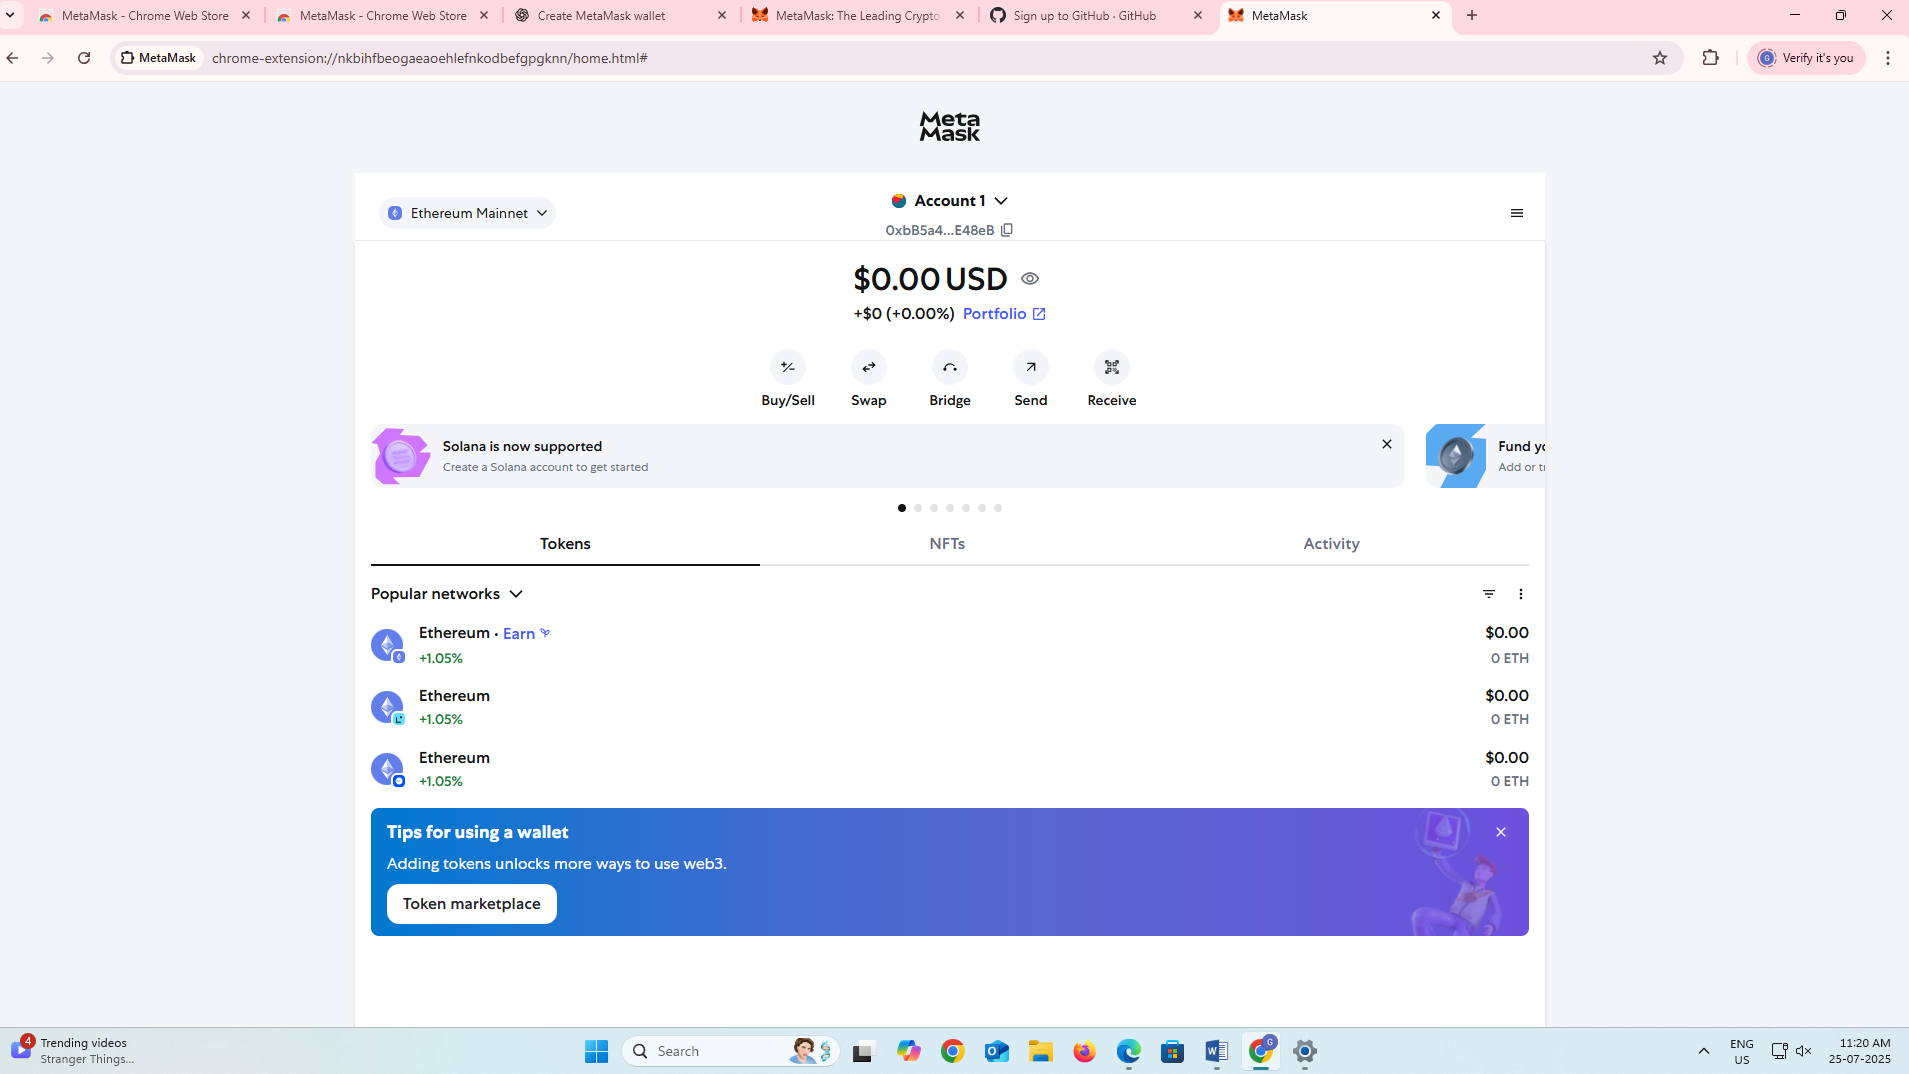 MetaMask - Chrome Web Store
MetaMask - Chrome Web Store
Create MetaMask wallet
MetaMask: The Leading Crypto
Sign up to GitHub · GitHub
MetaMask
MetaMask
chrome-extension://nkbihfbeogaeaoehlefnkodbefgpgknn/home.html#
G
Verify it's you
Meta
Mask
Ethereum Mainnet
Account 1
0xbB5a4...E48eB
$0.00 USD
+$0 (+0.00%) Portfolio
Buy/Sell
Swap
Bridge
Send
Receive
Solana is now supported
Create a Solana account to get started
Fund yo
Add or tr
Tokens
NFTs
Activity
Popular networks
Ethereum • Earn
$0.00
+1.05%
0 ETH
Ethereum
$0.00
+1.05%
0 ETH
Ethereum
$0.00
+1.05%
0 ETH
Tips for using a wallet
Adding tokens unlocks more ways to use web3.
Token marketplace
4
Trending videos
Stranger Things...
Search
G
ENG
US
11:20 AM
25-07-2025